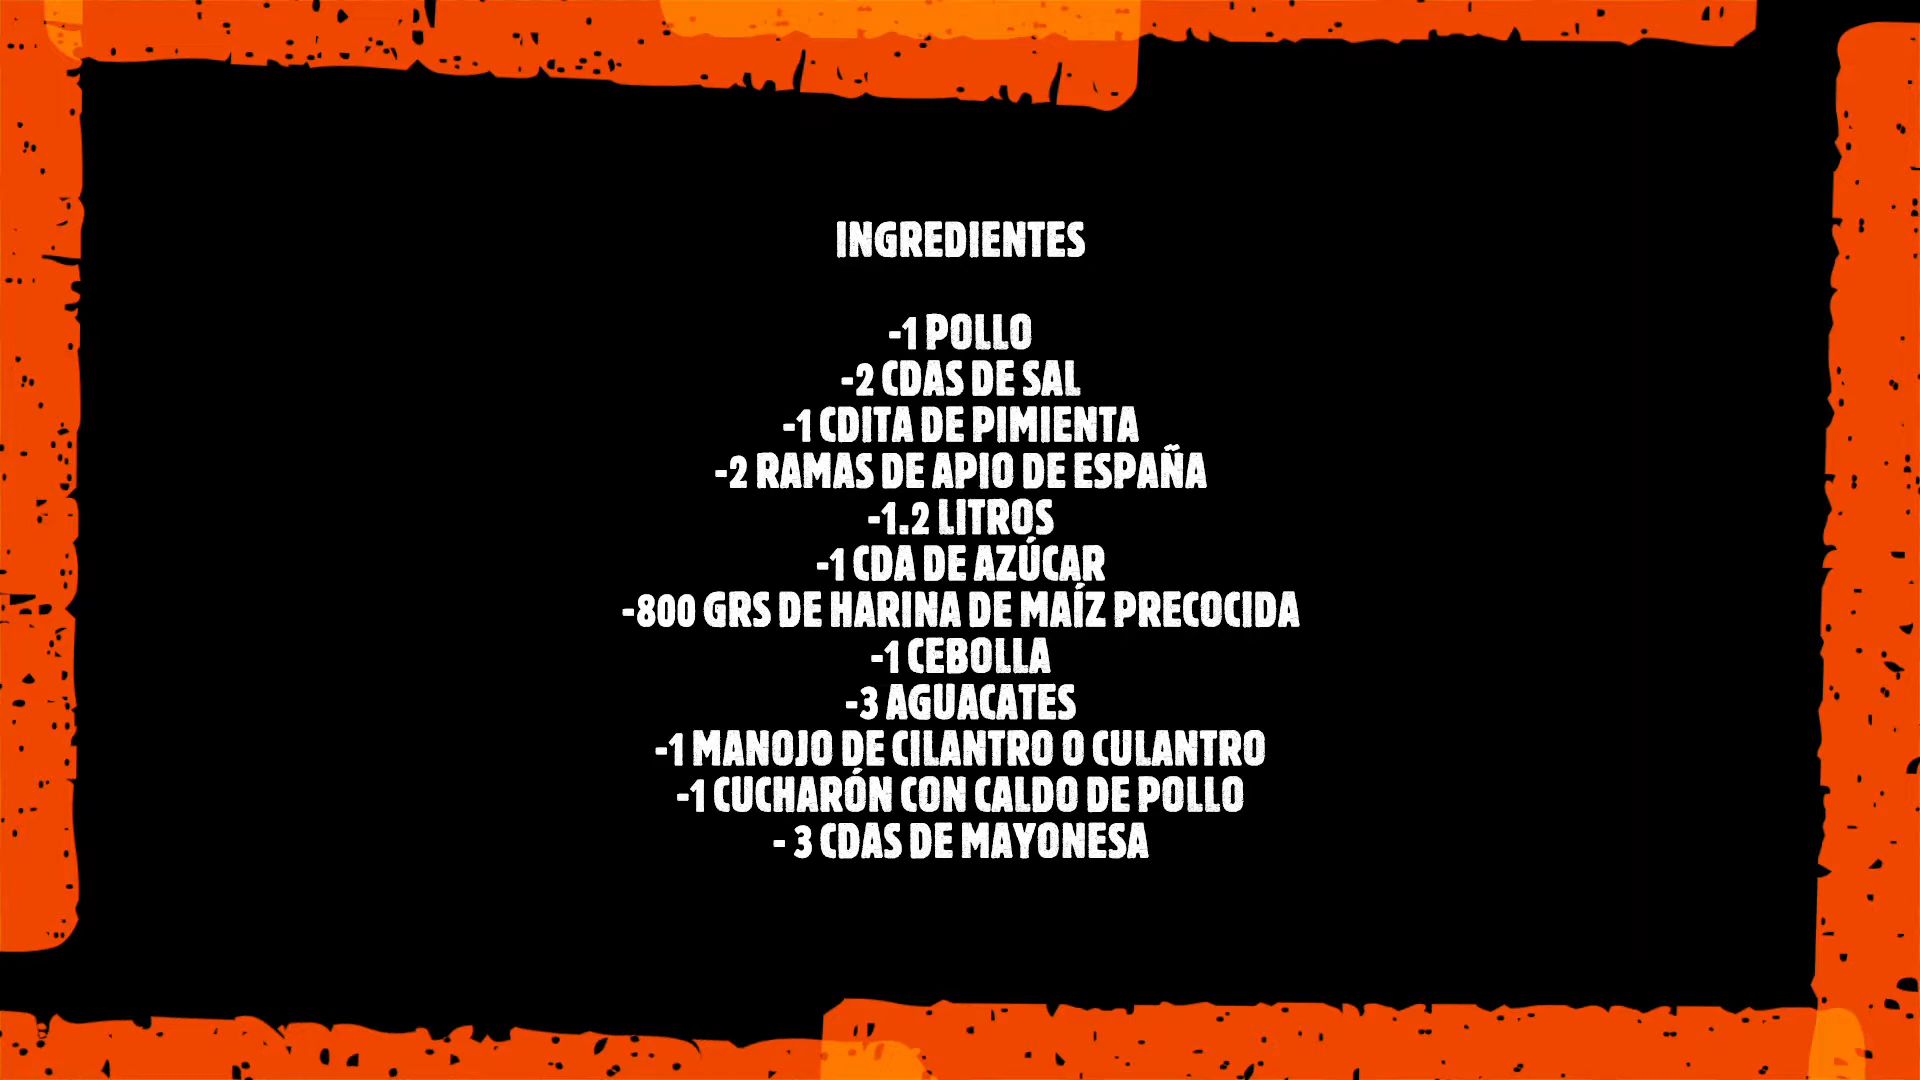 INGREDIENTES
-1 POLLO
-2 CDAS DE SAL
-1 CDITA DE PIMIENTA
-2 RAMAS DE APIO DE ESPAÑA
-1.2 LITROS
-1 CDA DE AZÚCAR
-800 GRS DE HARINA DE MAÍZ PRECOCIDA
-1 CEBOLLA
-3 AGUACATES
-1 MANOJO DE CILANTRO O CULANTRO
-1 CUCHARÓN CON CALDO DE POLLO
- 3 CDAS DE MAYONESA